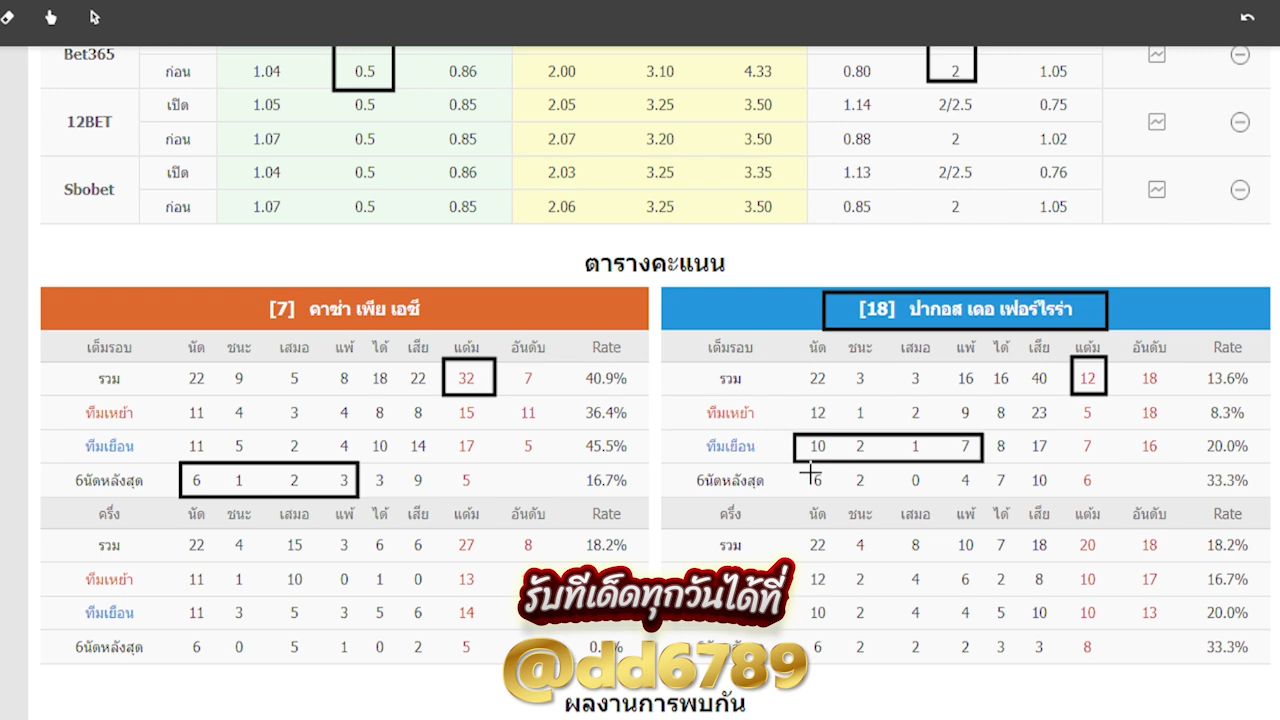 Bet365
ก่อน 1.04 0.5 0.86 2.00 3.10 4.33 0.80 2 1.05
12BET
เปิด 1.05 0.5 0.85 2.05 3.25 3.50 1.14 2/2.5 0.75
ก่อน 1.07 0.5 0.85 2.07 3.20 3.50 0.88 2 1.02
Sbobet
เปิด 1.04 0.5 0.86 2.03 3.25 3.35 1.13 2/2.5 0.76
ก่อน 1.07 0.5 0.85 2.06 3.25 3.50 0.85 2 1.05
ตารางคะแนน
[7] คาซ่า เพีย เอซี
เต็มรอบ นัด ชนะ เสมอ แพ้ ได้ เสีย แต้ม อันดับ Rate
รวม 22 9 5 8 18 22 32 7 40.9%
ทีมเหย้า 11 4 3 4 8 8 15 11 36.4%
ทีมเยือน 11 5 2 4 10 14 17 5 45.5%
6นัดหลังสุด 6 1 2 3 3 9 5 16.7%
ครึ่ง นัด ชนะ เสมอ แพ้ ได้ เสีย แต้ม อันดับ Rate
รวม 22 4 15 3 6 6 27 8 18.2%
ทีมเหย้า 11 1 10 0 1 0 13
ทีมเยือน 11 3 5 3 5 6 14
6นัดหลังสุด 6 0 5 1 0 2 5
[18] ปากอส เดอ เฟอร์ไรร่า
เต็มรอบ นัด ชนะ เสมอ แพ้ ได้ เสีย แต้ม อันดับ Rate
รวม 22 3 3 16 16 40 12 18 13.6%
ทีมเหย้า 12 1 2 9 8 23 5 18 8.3%
ทีมเยือน 10 2 1 7 8 17 7 16 20.0%
6นัดหลังสุด 6 2 0 4 7 10 6 33.3%
ครึ่ง นัด ชนะ เสมอ แพ้ ได้ เสีย แต้ม อันดับ Rate
รวม 22 4 8 10 7 18 20 18 18.2%
12 2 4 6 2 8 10 17 16.7%
10 2 4 4 5 10 10 13 20.0%
6 2 2 2 3 3 8 33.3%
รับทีเด็ดทุกวันได้ที่
@dd6789
ผลงานการพบกัน